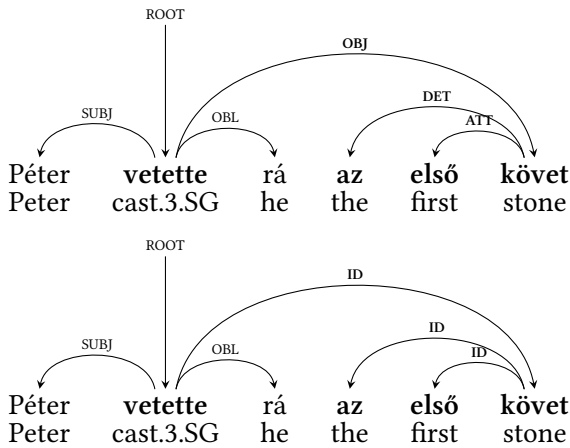 ROOT
OBJ
DET
SUBJ OBL ATT
Péter vetette rá az első követ
Peter cast.3.SG he the first stone
ROOT
ID
ID
SUBJ OBL ID
Péter vetette rá az első követ
Peter cast.3.SG he the first stone